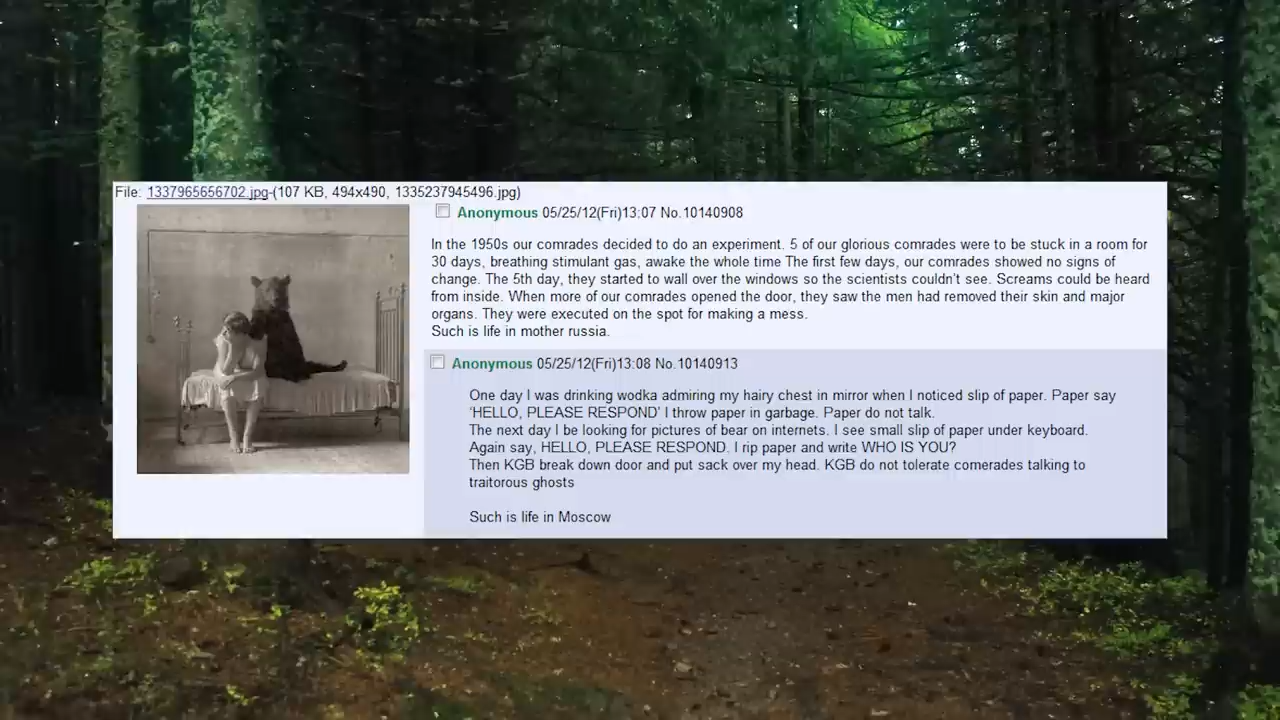 File: 1337965656702.jpg-(107 KB, 494x490, 1335237945496.jpg)
Anonymous 05/25/12(Fri)13:07 No.10140908
In the 1950s our comrades decided to do an experiment. 5 of our glorious comrades were to be stuck in a room for
30 days, breathing stimulant gas, awake the whole time The first few days, our comrades showed no signs of
change. The 5th day, they started to wall over the windows so the scientists couldn't see. Screams could be heard
from inside. When more of our comrades opened the door, they saw the men had removed their skin and major
organs. They were executed on the spot for making a mess.
Such is life in mother russia.
Anonymous 05/25/12(Fri)13:08 No.10140913
One day I was drinking wodka admiring my hairy chest in mirror when I noticed slip of paper. Paper say
'HELLO, PLEASE RESPOND' I throw paper in garbage. Paper do not talk.
The next day I be looking for pictures of bear on internets. I see small slip of paper under keyboard.
Again say, HELLO, PLEASE RESPOND. I rip paper and write WHO IS YOU?
Then KGB break down door and put sack over my head. KGB do not tolerate comerades talking to
traitorous ghosts
Such is life in Moscow